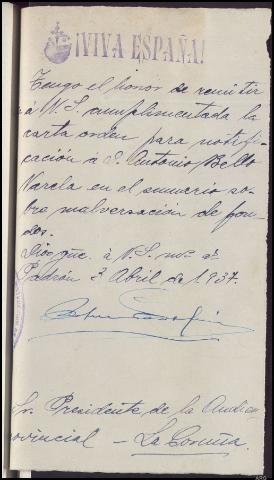 ¡VIVA ESPAÑA!
Tengo el honor de remitir
á V.S. cumplimentada la
carta orden para notifi-
cación á D. Antonio Bello
Varela en el sumario so-
bre malversación de fon-
dos.
Dios gue. á V.S. ms. as.
Padrón 3 Abril de 1937.
Sr. Presidente de la Audien
rovincial - La Coruña.